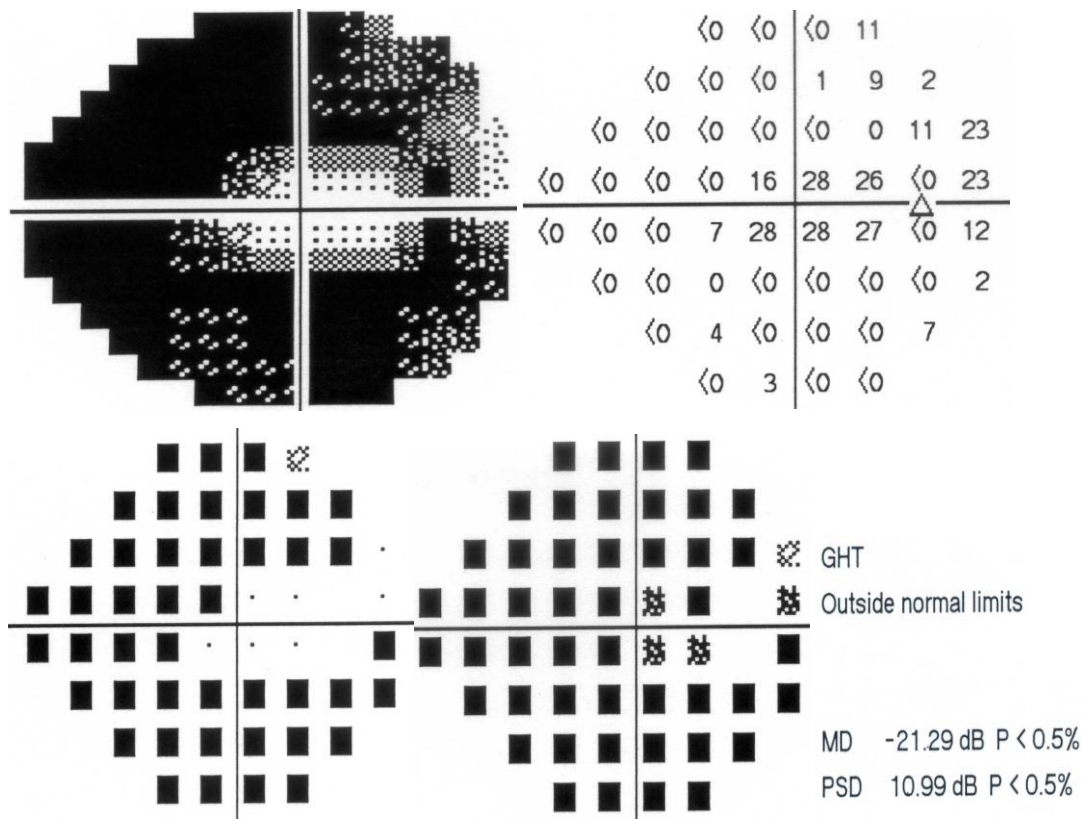 <0 <0 <0 11
<0 <0 <0 1 9 2
<0 <0 <0 <0 <0 0 11 23
<0 <0 <0 <0 16 28 26 <0 23
<0 <0 <0 7 28 28 27 <0 12
<0 <0 0 <0 <0 <0 <0 2
<0 4 <0 <0 <0 7
<0 3 <0 <0
GHT
Outside normal limits
MD -21.29 dB P < 0.5%
PSD 10.99 dB P < 0.5%